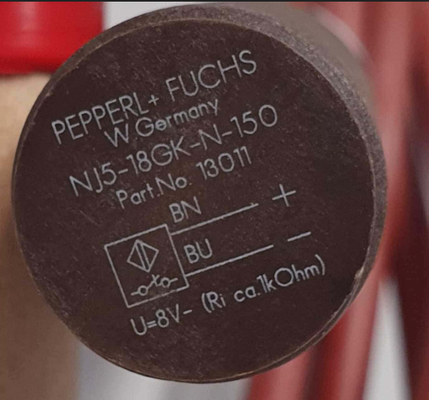 PEPPERL+ FUCHS
W.Germany
NJ5-18GK-N-150
Part.No. 13011
BN +
BU -
U=8V- (Ri ca.1kOhm)